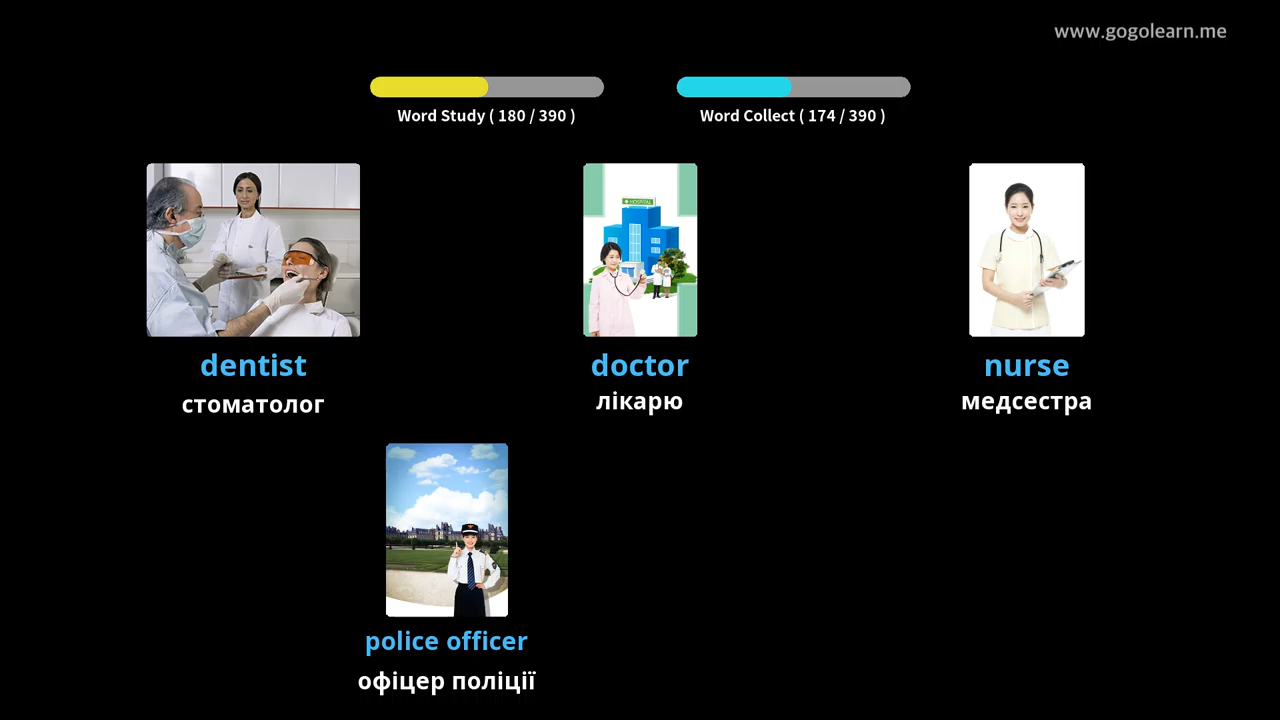 www.gogolearn.me
Word Study ( 180 / 390 )
Word Collect ( 174 / 390 )
HOSPITAL
dentist
doctor
nurse
стоматолог
лікарю
медсестра
police officer
офіцер поліції